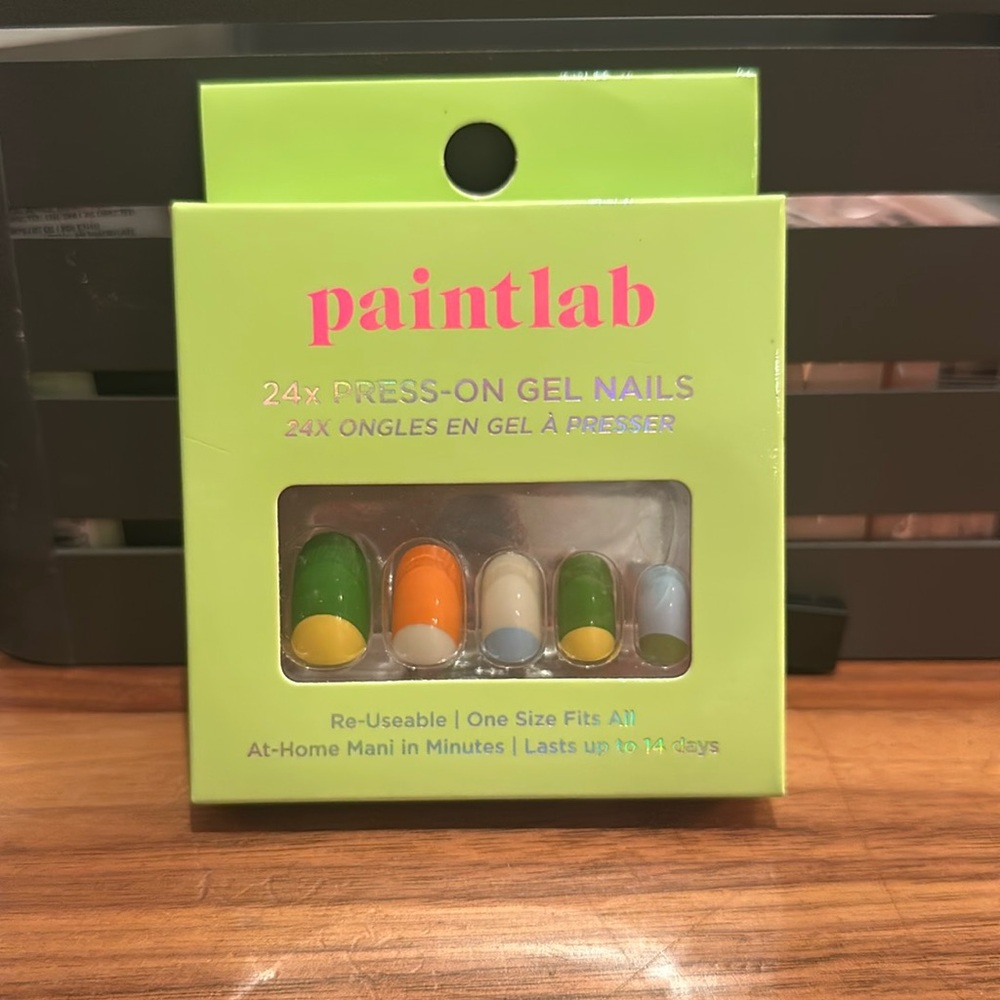 paintlab
24x PRESS-ON GEL NAILS
24X ONGLES EN GEL À PRESSER
Re-Useable | One Size Fits All
At-Home Mani in Minutes | Lasts up to 14 days